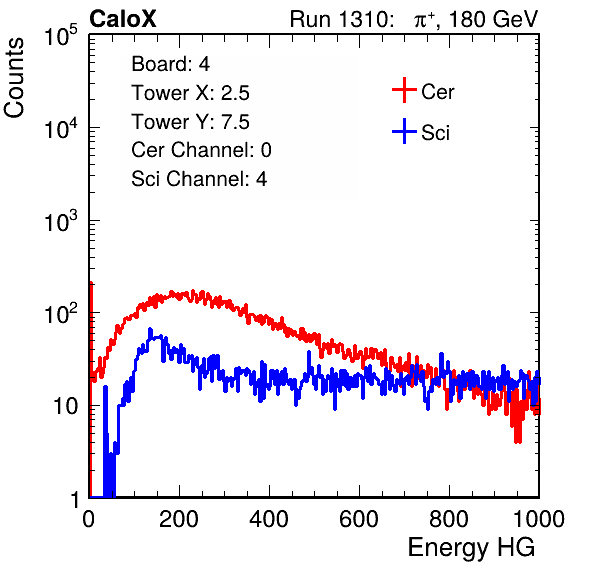 CaloX Run 1310: π⁺, 180 GeV
Counts
10⁵
10⁴
10³
10²
10
1
Board: 4
Tower X: 2.5
Tower Y: 7.5
Cer Channel: 0
Sci Channel: 4
Cer
Sci
0 200 400 600 800 1000
Energy HG